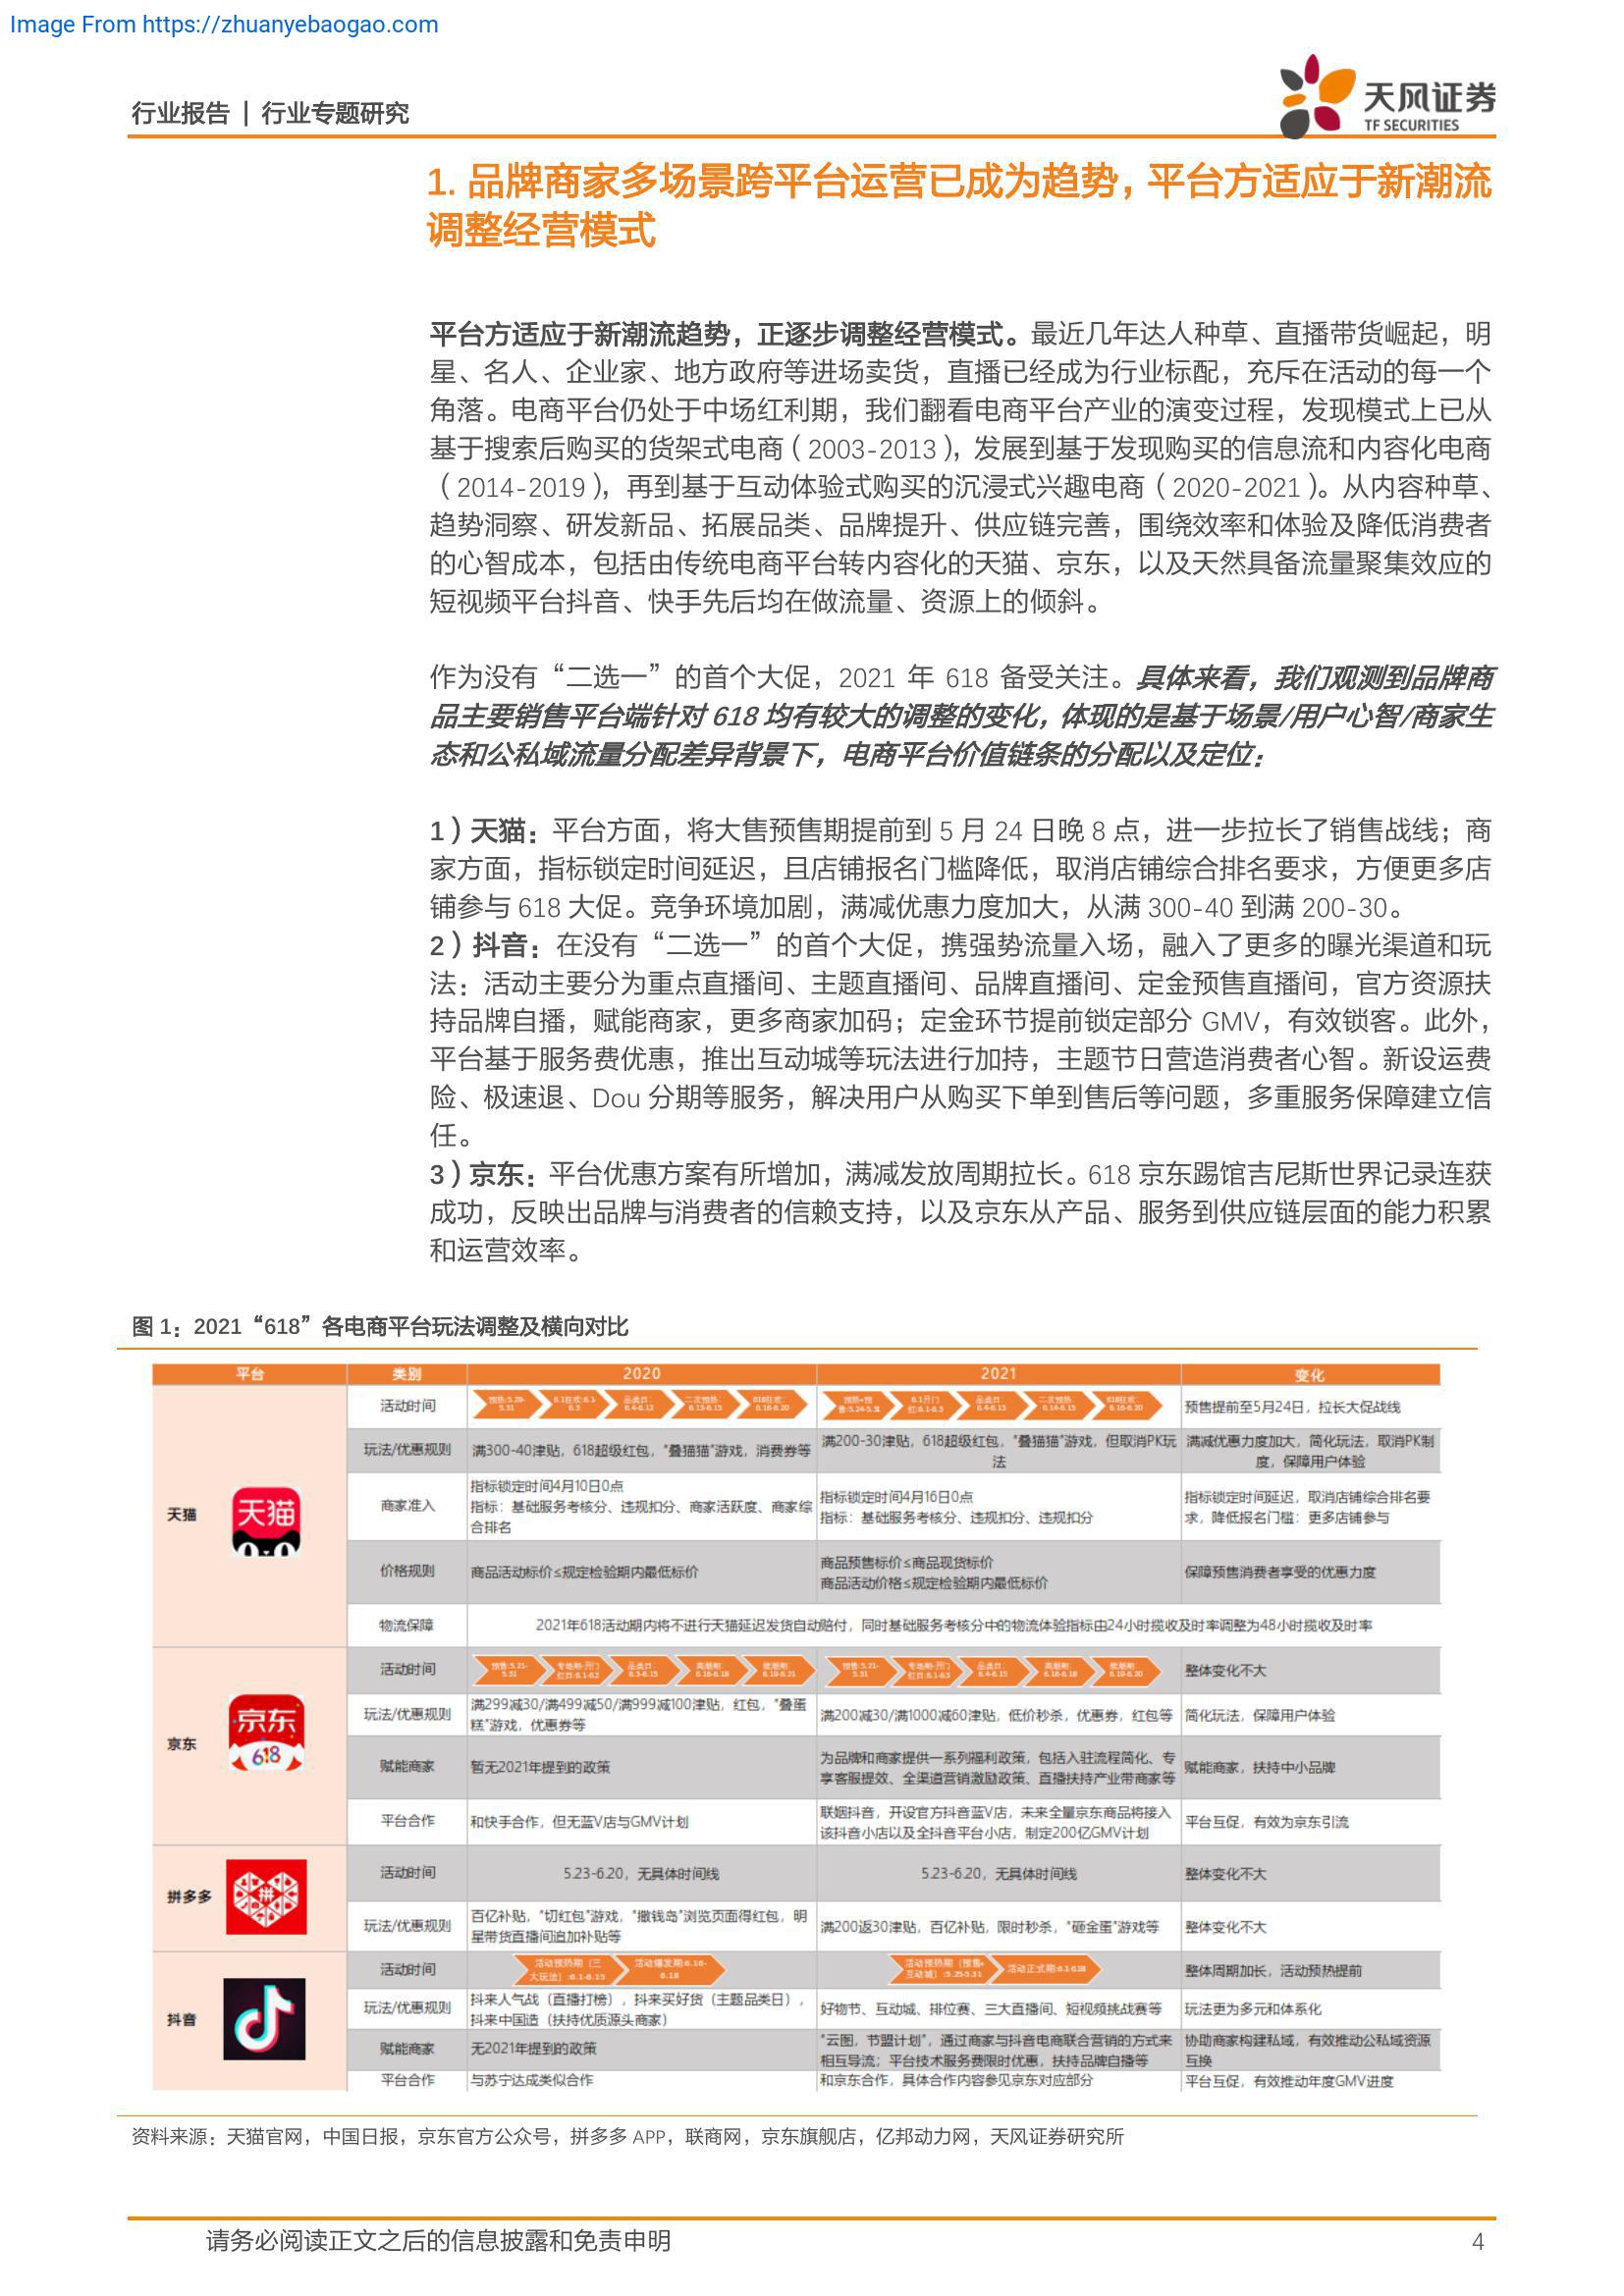 Image From https://zhuanyebaogao.com
行业报告 | 行业专题研究
天风证券
TF SECURITIES
1. 品牌商家多场景跨平台运营已成为趋势，平台方适应于新潮流
调整经营模式
平台方适应于新潮流趋势，正逐步调整经营模式。最近几年达人种草、直播带货崛起，明
星、名人、企业家、地方政府等进场卖货，直播已经成为行业标配，充斥在活动的每一个
角落。电商平台仍处于中场红利期，我们翻看电商平台产业的演变过程，发现模式上已从
基于搜索后购买的货架式电商（2003-2013），发展到基于发现购买的信息流和内容化电商
（2014-2019），再到基于互动体验式购买的沉浸式兴趣电商（2020-2021）。从内容种草、
趋势洞察、研发新品、拓展品类、品牌提升、供应链完善，围绕效率和体验及降低消费者
的心智成本，包括由传统电商平台转内容化的天猫、京东，以及天然具备流量聚集效应的
短视频平台抖音、快手先后均在做流量、资源上的倾斜。
作为没有“二选一”的首个大促，2021 年 618 备受关注。具体来看，我们观测到品牌商
品主要销售平台端针对 618 均有较大的调整的变化，体现的是基于场景/用户心智/商家生
态和公私域流量分配差异背景下，电商平台价值链条的分配以及定位：
1）天猫：平台方面，将大售预售期提前到 5 月 24 日晚 8 点，进一步拉长了销售战线；商
家方面，指标锁定时间延迟，且店铺报名门槛降低，取消店铺综合排名要求，方便更多店
铺参与 618 大促。竞争环境加剧，满减优惠力度加大，从满 300-40 到满 200-30。
2）抖音：在没有“二选一”的首个大促，携强势流量入场，融入了更多的曝光渠道和玩
法：活动主要分为重点直播间、主题直播间、品牌直播间、定金预售直播间，官方资源扶
持品牌自播，赋能商家，更多商家加码；定金环节提前锁定部分 GMV，有效锁客。此外，
平台基于服务费优惠，推出互动城等玩法进行加持，主题节日营造消费者心智。新设运费
险、极速退、Dou 分期等服务，解决用户从购买下单到售后等问题，多重服务保障建立信
任。
3）京东：平台优惠方案有所增加，满减发放周期拉长。618 京东踢馆吉尼斯世界记录连获
成功，反映出品牌与消费者的信赖支持，以及京东从产品、服务到供应链层面的能力积累
和运营效率。
图 1：2021“618”各电商平台玩法调整及横向对比
平台 类别 2020 2021 变化
天猫
天猫
活动时间 预热:5.29-5.31 6.1狂欢:6.1-6.3 品类日:6.4-6.12 二次预热:6.13-6.15 618狂欢:6.16-6.20 预热+预售:5.24-5.31 6.1开门红:6.1-6.3 品类日:6.4-6.13 二次预热:6.14-6.15 618狂欢:6.16-6.20 预售提前至5月24日，拉长大促战线
玩法/优惠规则 满300-40津贴，618超级红包，“叠猫猫”游戏，消费券等 满200-30津贴，618超级红包，“叠猫猫”游戏，但取消PK玩法 满减优惠力度加大，简化玩法，取消PK制度，保障用户体验
商家准入 指标锁定时间4月10日0点
指标：基础服务考核分、违规扣分、商家活跃度、商家综合排名
指标锁定时间4月16日0点
指标：基础服务考核分、违规扣分、违规扣分
指标锁定时间延迟，取消店铺综合排名要求，降低报名门槛：更多店铺参与
价格规则 商品活动标价≤规定检验期内最低标价
商品预售标价≤商品现货标价
商品活动价格≤规定检验期内最低标价
保障预售消费者享受的优惠力度
物流保障 2021年618活动期内将不进行天猫延迟发货自动赔付，同时基础服务考核分中的物流体验指标由24小时揽收及时率调整为48小时揽收及时率
京东
京东
618
活动时间 预售:5.21-5.31 专场期-开门红日:6.1-6.2 品类日:6.3-6.15 高潮期:6.16-6.18 6.19-6.21 预售:5.21-5.31 专场期-开门红日:6.1-6.3 品类日:6.4-6.15 高潮期:6.16-6.18 6.19-6.20 整体变化不大
玩法/优惠规则 满299减30/满499减50/满999减100津贴，红包，“叠蛋糕”游戏，优惠券等 满200减30/满1000减60津贴，低价秒杀，优惠券，红包等 简化玩法，保障用户体验
赋能商家 暂无2021年提到的政策 为品牌和商家提供一系列福利政策，包括入驻流程简化、专享客服提效、全渠道营销激励政策、直播扶持产业带商家等 赋能商家，扶持中小品牌
平台合作 和快手合作，但无蓝V店与GMV计划 联姻抖音，开设官方抖音蓝V店，未来全量京东商品将接入该抖音小店以及全抖音平台小店，制定200亿GMV计划 平台互促，有效为京东引流
拼多多
拼
活动时间 5.23-6.20，无具体时间线 5.23-6.20，无具体时间线 整体变化不大
玩法/优惠规则 百亿补贴，“切红包”游戏，“撒钱岛”浏览页面得红包，明星带货直播间追加补贴等 满200返30津贴，百亿补贴，限时秒杀，“砸金蛋”游戏等 整体变化不大
抖音
活动时间 活动预热期（三大玩法）:6.1-6.15 活动爆发期:6.16-6.18 活动预热期（预售+互动城）:5.25-5.31 活动正式期:6.1-6.18 整体周期加长，活动预热提前
玩法/优惠规则 抖来人气战（直播打榜），抖来买好货（主题品类日），抖来中国造（扶持优质源头商家） 好物节、互动城、排位赛、三大直播间、短视频挑战赛等 玩法更为多元和体系化
赋能商家 无2021年提到的政策 “云图，节盟计划”，通过商家与抖音电商联合营销的方式来相互导流；平台技术服务费限时优惠，扶持品牌自播等 协助商家构建私域，有效推动公私域资源互换
平台合作 与苏宁达成类似合作 和京东合作，具体合作内容参见京东对应部分 平台互促，有效推动年度GMV进度
资料来源：天猫官网，中国日报，京东官方公众号，拼多多 APP，联商网，京东旗舰店，亿邦动力网，天风证券研究所
请务必阅读正文之后的信息披露和免责申明
4